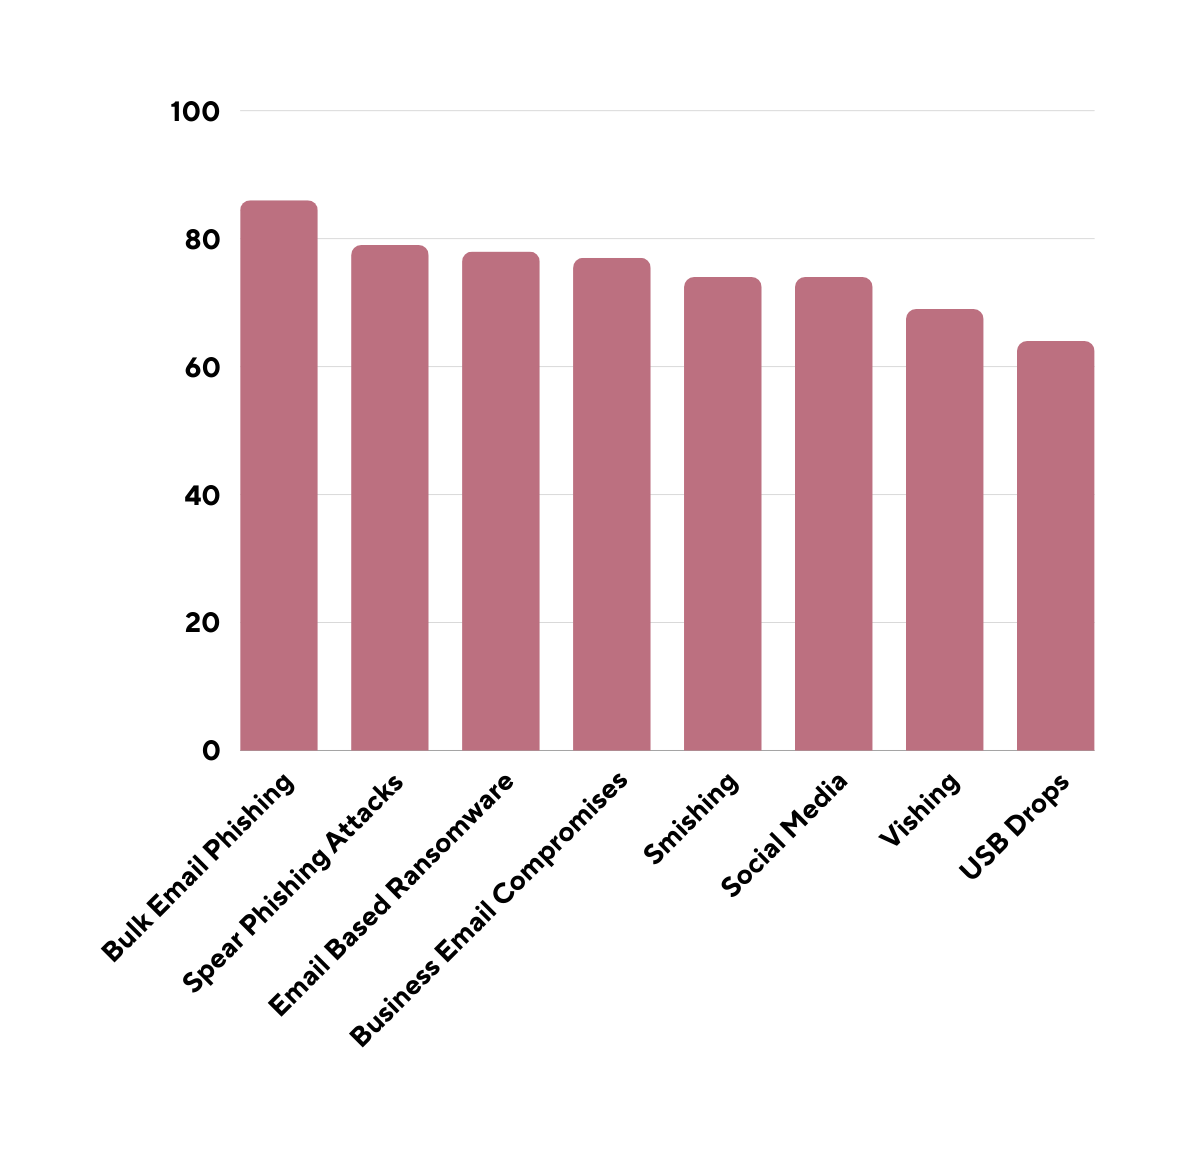 100
80
60
40
20
0
Bulk Email Phishing
Spear Phishing Attacks
Email Based Ransomware
Business Email Compromises
Smishing
Social Media
Vishing
USB Drops